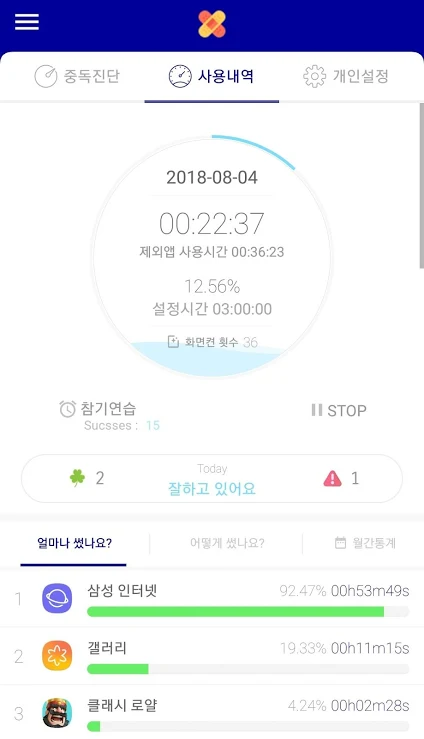 중독진단
사용내역
개인설정
2018-08-04
00:22:37
제외앱 사용시간 00:36:23
12.56%
설정시간 03:00:00
화면켠 횟수 36
참기연습
Sucsses : 15
STOP
2
Today
잘하고 있어요
1
얼마나 썼나요?
어떻게 썼나요?
월간통계
1 삼성 인터넷 92.47% 00h53m49s
2 갤러리 19.33% 00h11m15s
3 클래시 로얄 4.24% 00h02m28s